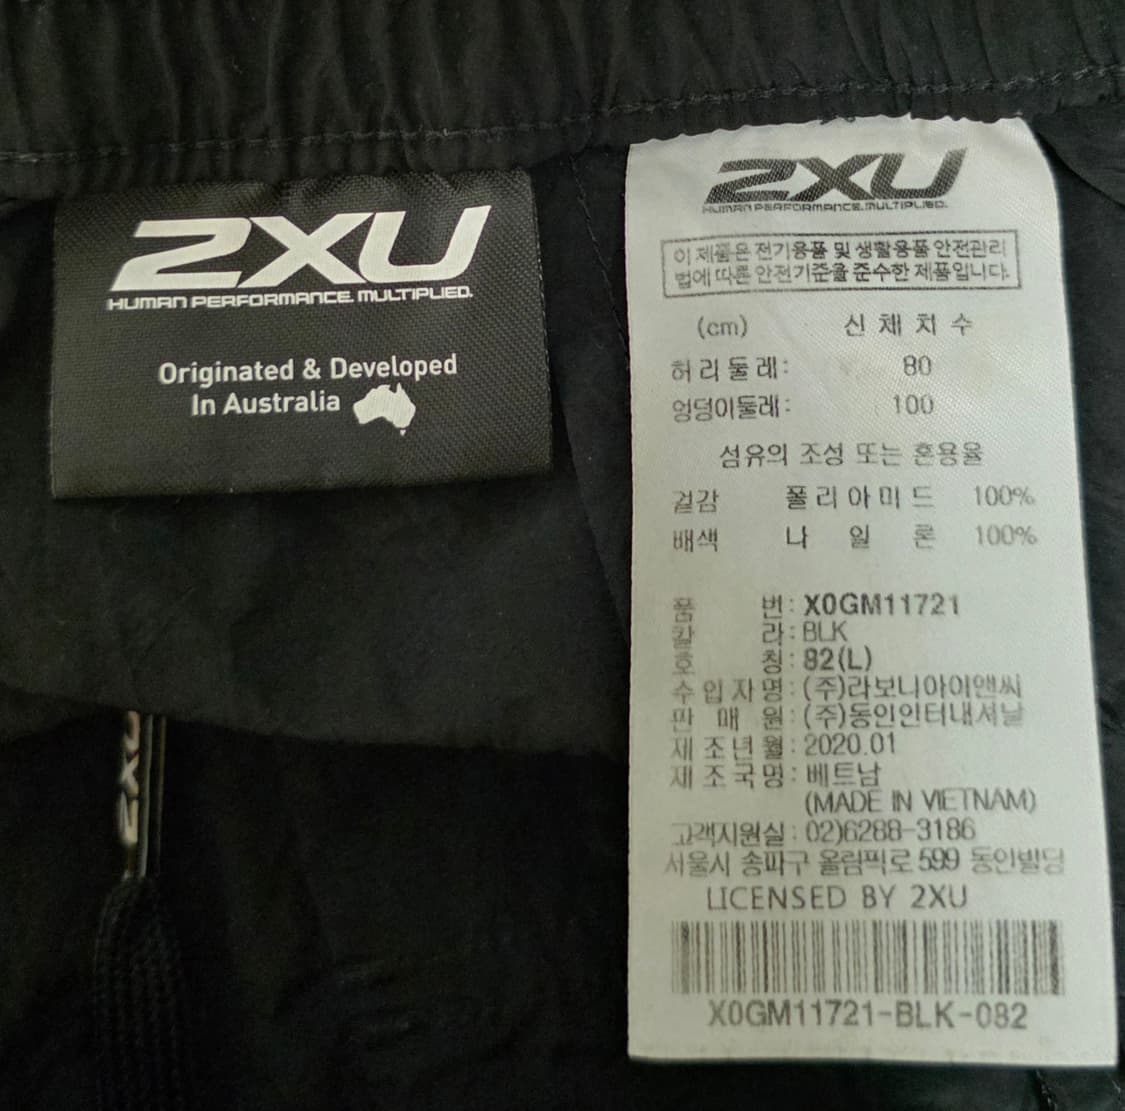 2XU
HUMAN PERFORMANCE. MULTIPLIED.
Originated & Developed
In Australia
2XU
HUMAN PERFORMANCE. MULTIPLIED.
이 제품은 전기용품 및 생활용품 안전관리
법에 따른 안전기준을 준수한 제품입니다.
(cm) 신체치수
허리둘레: 80
엉덩이둘레: 100
섬유의 조성 또는 혼용율
겉감 폴리아미드 100%
배색 나일론 100%
품번: X0GM11721
칼라: BLK
호칭: 82(L)
수입자명: (주)라보니아이앤씨
판매원: (주)동인인터내셔날
제조년월: 2020.01
제조국명: 베트남
(MADE IN VIETNAM)
고객지원실: 02)6288-3186
서울시 송파구 올림픽로 599 동인빌딩
LICENSED BY 2XU
X0GM11721-BLK-082
2XU